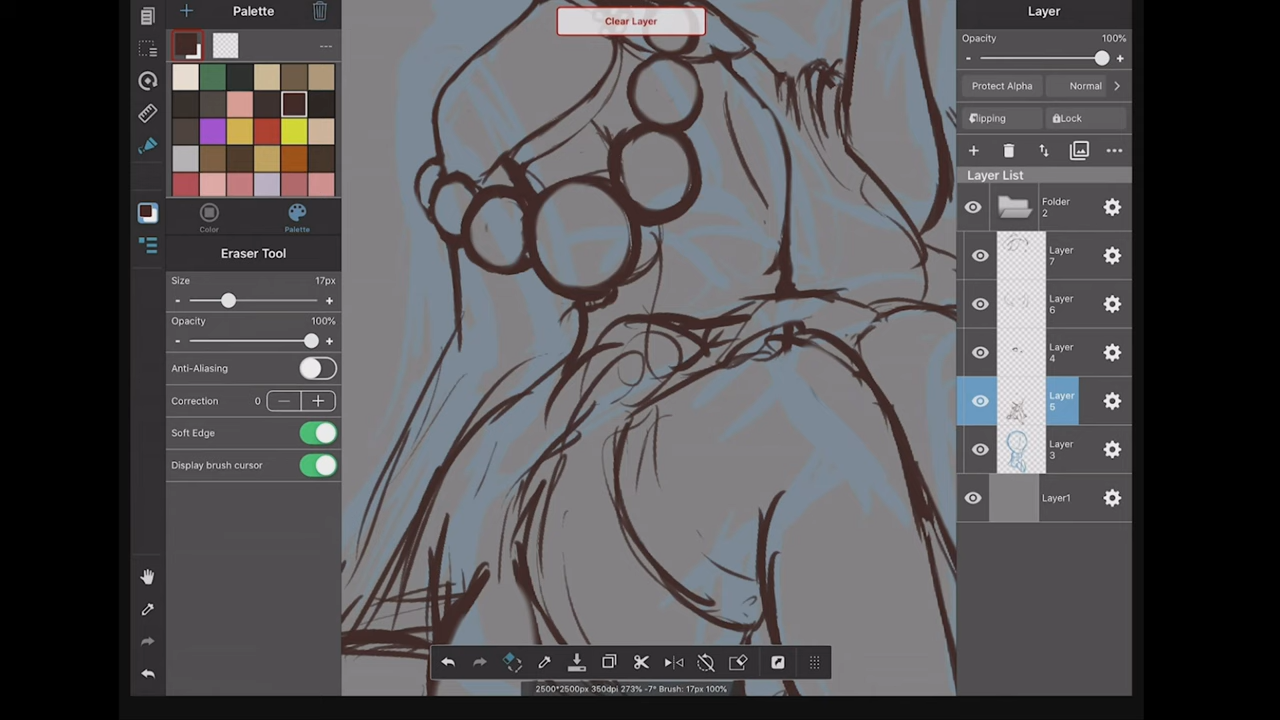 Palette
Clear Layer
Layer
Opacity
100%
Protect Alpha
Normal
Clipping
Lock
Layer List
Folder
2
Layer
7
Layer
6
Layer
4
Layer
5
Layer
3
Layer1
Color
Palette
Eraser Tool
Size
17px
Opacity
100%
Anti-Aliasing
Correction
0
Soft Edge
Display brush cursor
2500*2500px 350dpi 273% -7° Brush: 17px 100%